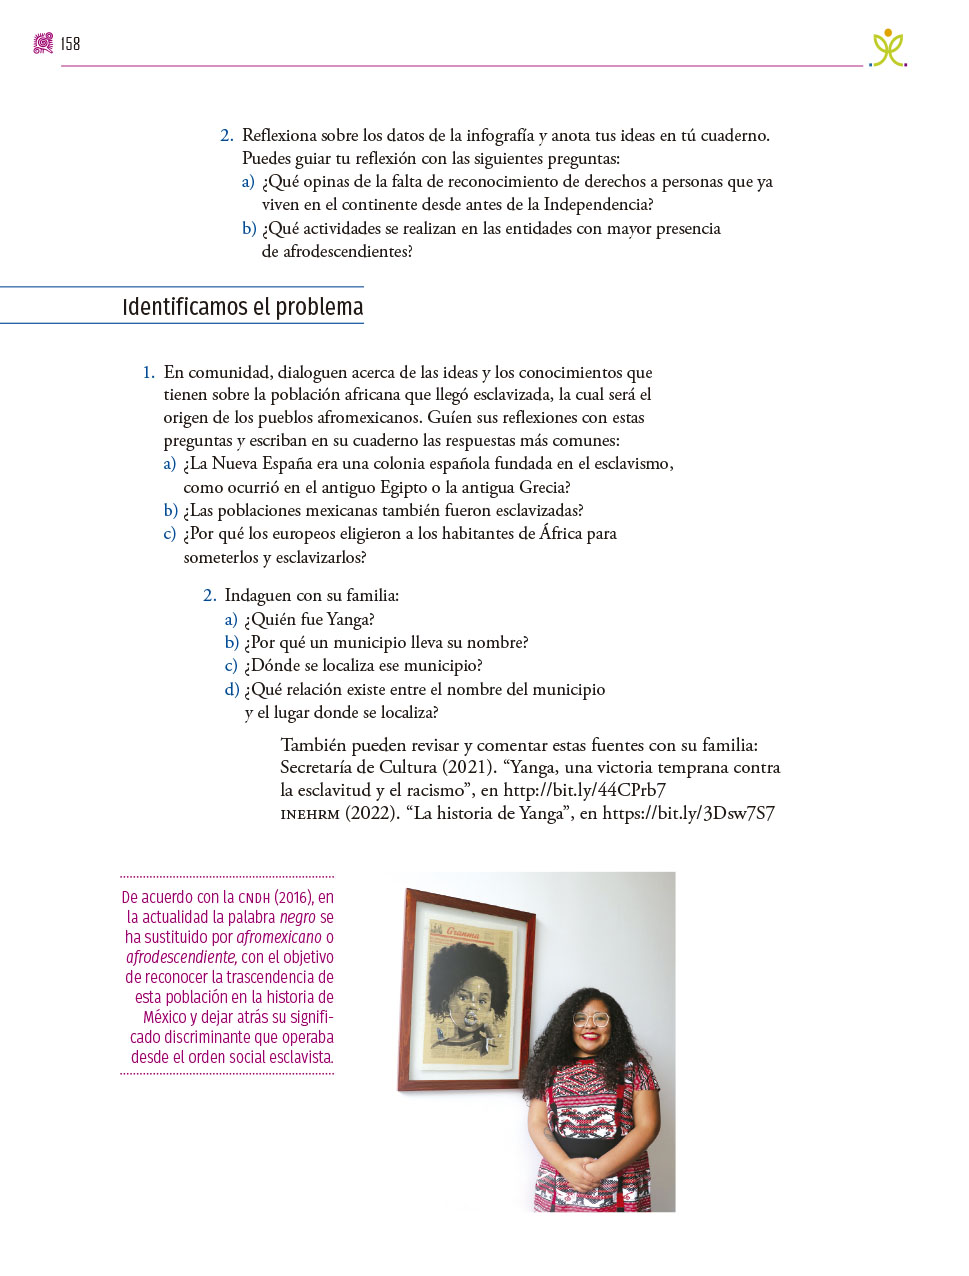 158
2. Reflexiona sobre los datos de la infografía y anota tus ideas en tú cuaderno.
Puedes guiar tu reflexión con las siguientes preguntas:
a) ¿Qué opinas de la falta de reconocimiento de derechos a personas que ya
viven en el continente desde antes de la Independencia?
b) ¿Qué actividades se realizan en las entidades con mayor presencia
de afrodescendientes?
Identificamos el problema
1. En comunidad, dialoguen acerca de las ideas y los conocimientos que
tienen sobre la población africana que llegó esclavizada, la cual será el
origen de los pueblos afromexicanos. Guíen sus reflexiones con estas
preguntas y escriban en su cuaderno las respuestas más comunes:
a) ¿La Nueva España era una colonia española fundada en el esclavismo,
como ocurrió en el antiguo Egipto o la antigua Grecia?
b) ¿Las poblaciones mexicanas también fueron esclavizadas?
c) ¿Por qué los europeos eligieron a los habitantes de África para
someterlos y esclavizarlos?
2. Indaguen con su familia:
a) ¿Quién fue Yanga?
b) ¿Por qué un municipio lleva su nombre?
c) ¿Dónde se localiza ese municipio?
d) ¿Qué relación existe entre el nombre del municipio
y el lugar donde se localiza?
También pueden revisar y comentar estas fuentes con su familia:
Secretaría de Cultura (2021). “Yanga, una victoria temprana contra
la esclavitud y el racismo”, en http://bit.ly/44CPrb7
INEHRM (2022). “La historia de Yanga”, en https://bit.ly/3Dsw7S7
De acuerdo con la CNDH (2016), en
la actualidad la palabra negro se
ha sustituido por afromexicano o
afrodescendiente, con el objetivo
de reconocer la trascendencia de
esta población en la historia de
México y dejar atrás su signifi-
cado discriminante que operaba
desde el orden social esclavista.
Granma